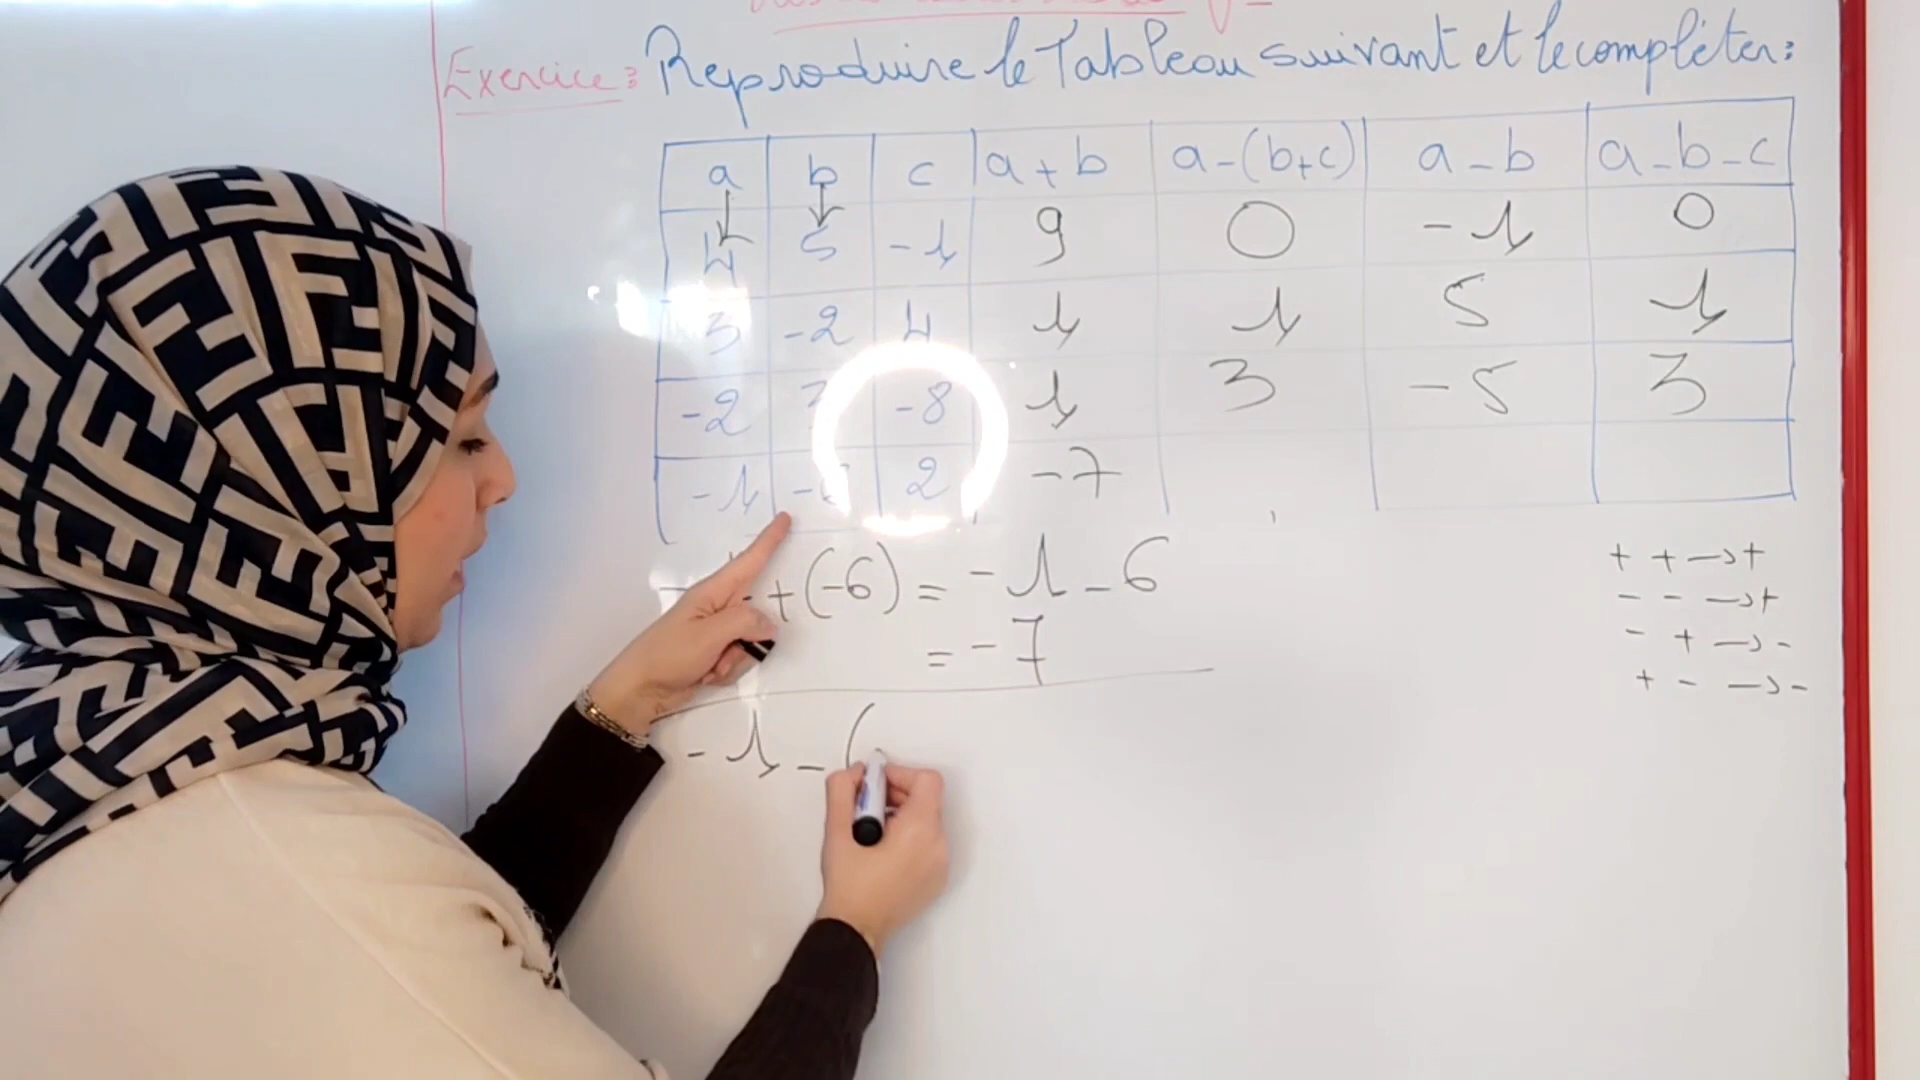 Exercice: Reproduire le Tableau suivant et le compléter:
a b c a+b a-(b+c) a-b a-b-c
4 5 -1 9 0 -1 0
3 -2 4 1 1 5 1
-2 3 -8 1 3 -5 3
-1 - 2 -7
+(-6) = -1-6
= -7
-1-(
+ + → +
- - → +
- + → -
+ - → -